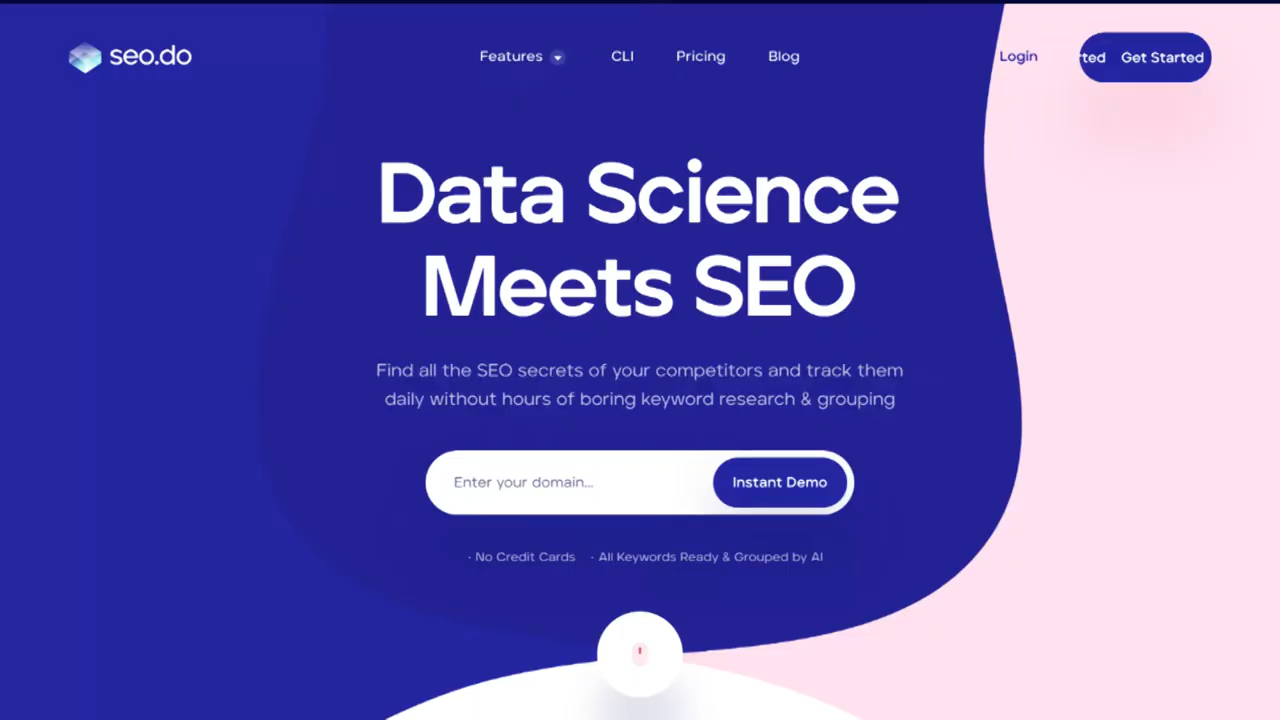 seo.do
Features
CLI
Pricing
Blog
Login
rted Get Started
Data Science
Meets SEO
Find all the SEO secrets of your competitors and track them
daily without hours of boring keyword research & grouping
Enter your domain...
Instant Demo
· No Credit Cards · All Keywords Ready & Grouped by AI